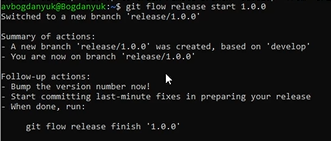 avbogdanyuk@Bogdanyuk:~$ git flow release start 1.0.0
Switched to a new branch 'release/1.0.0'
Summary of actions:
- A new branch 'release/1.0.0' was created, based on 'develop'
- You are now on branch 'release/1.0.0'
Follow-up actions:
- Bump the version number now!
- Start committing last-minute fixes in preparing your release
- When done, run:
git flow release finish '1.0.0'